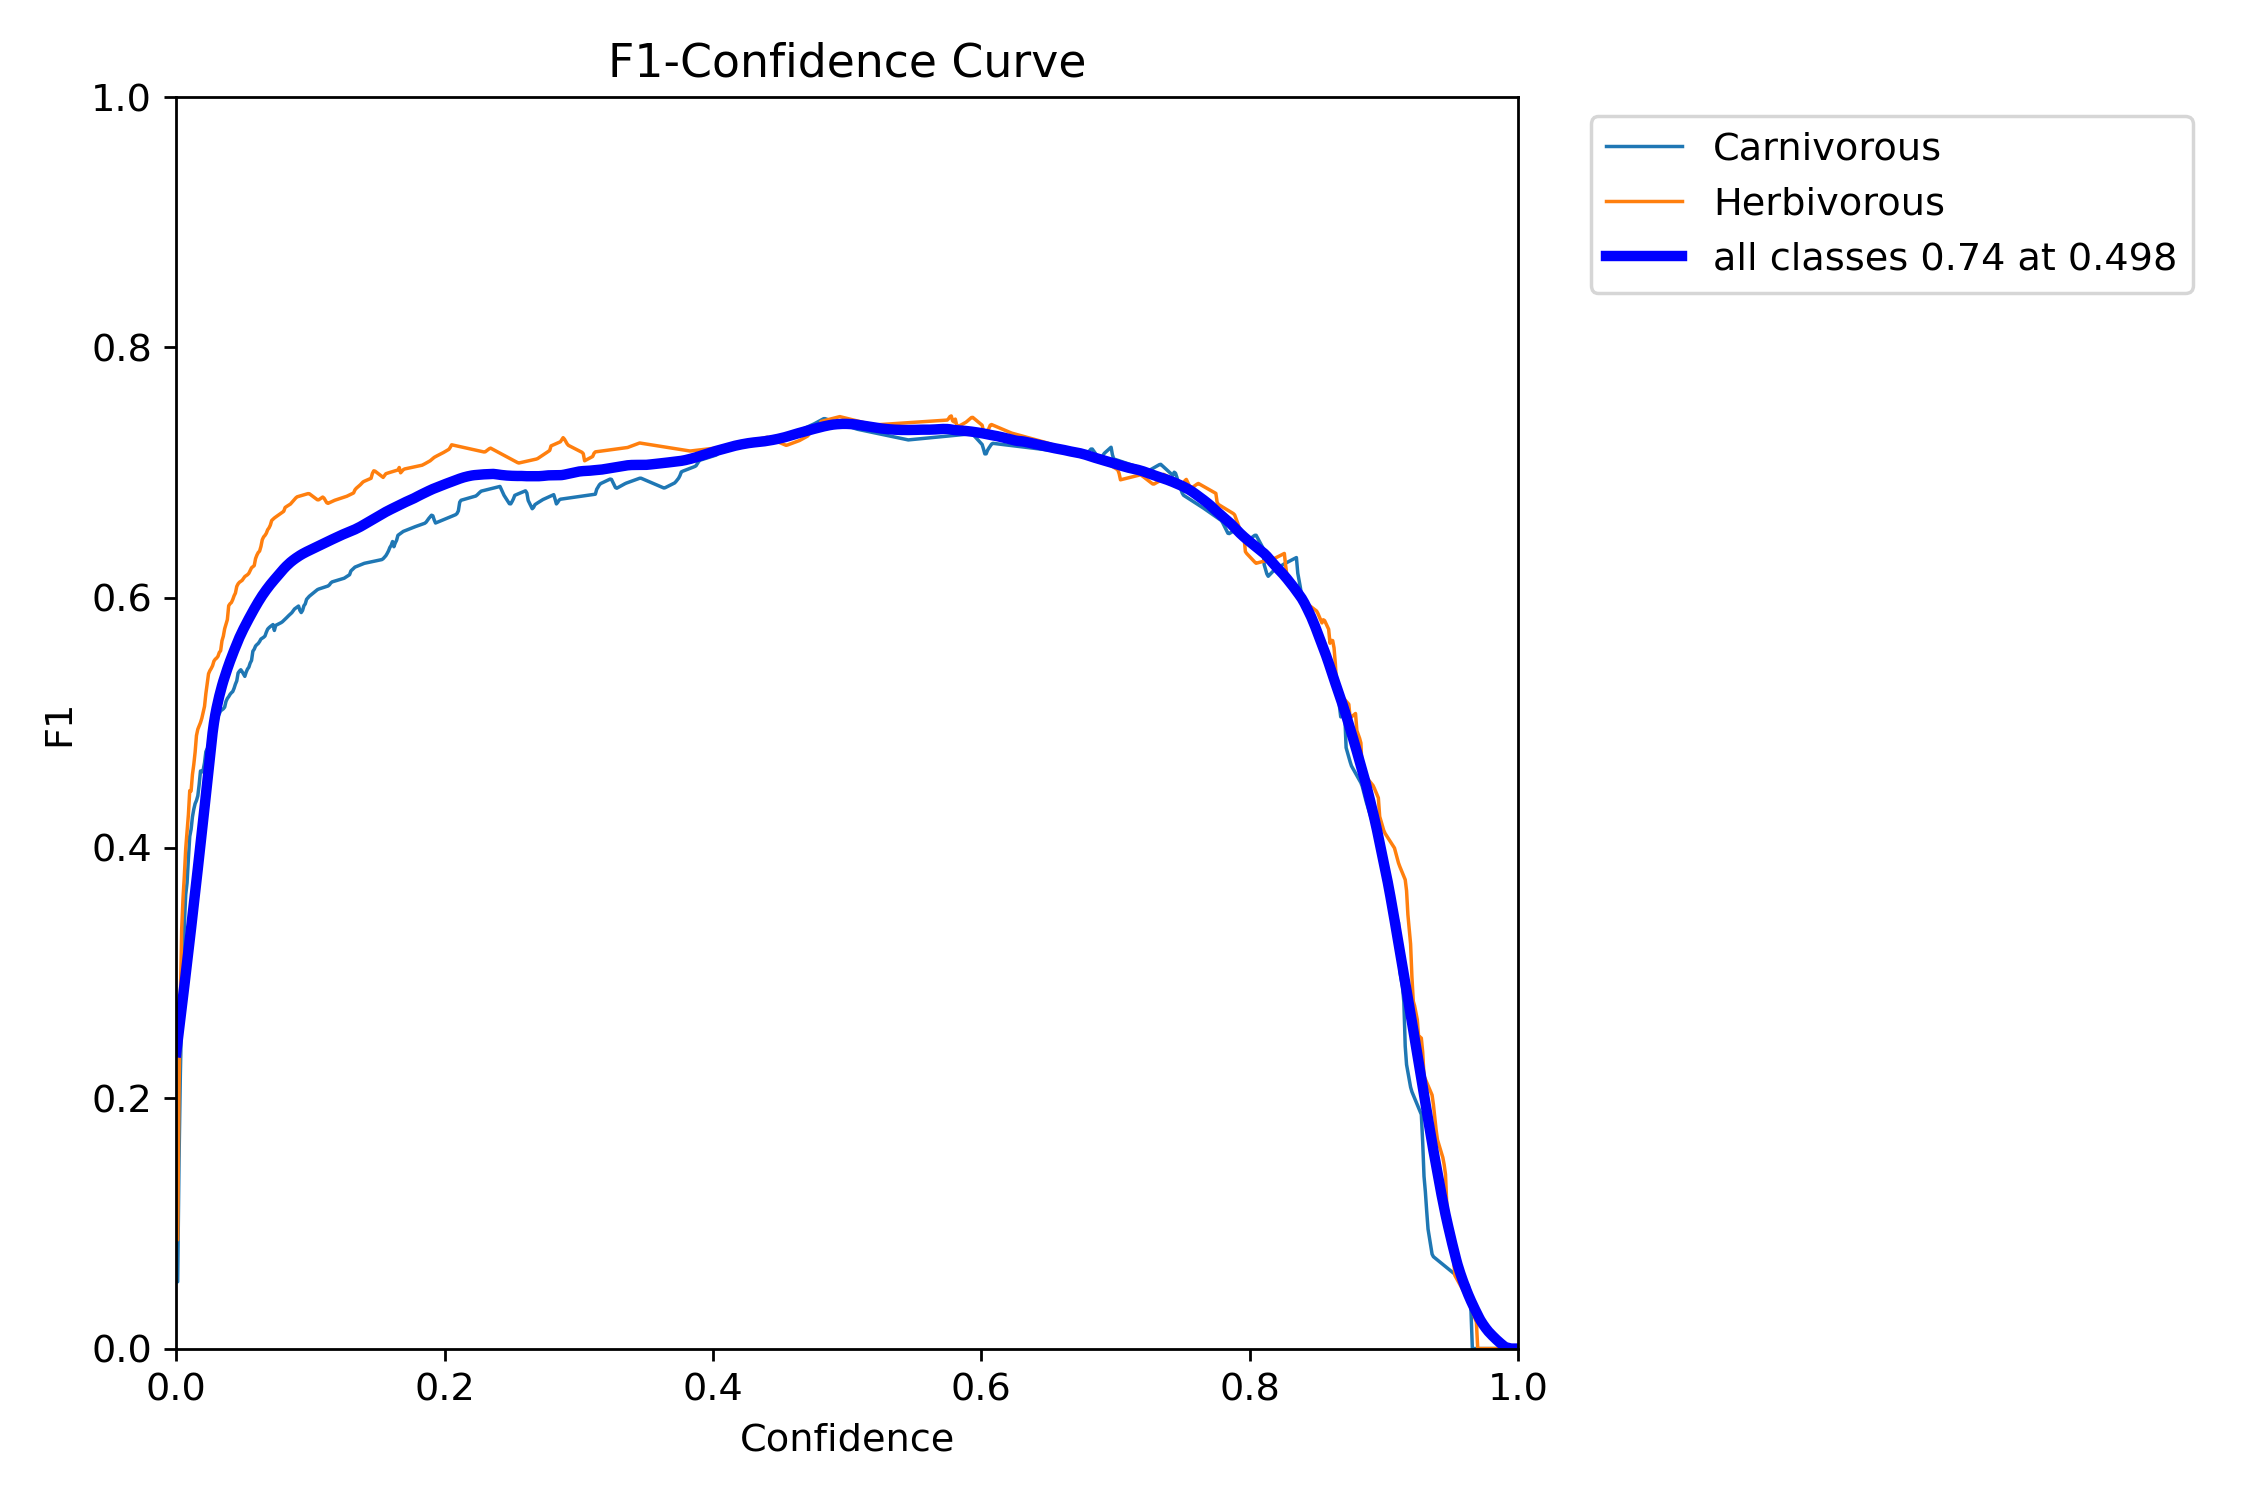 F1-Confidence Curve
1.0
0.8
0.6
0.4
0.2
0.0
F1
0.0 0.2 0.4 0.6 0.8 1.0
Confidence
Carnivorous
Herbivorous
all classes 0.74 at 0.498